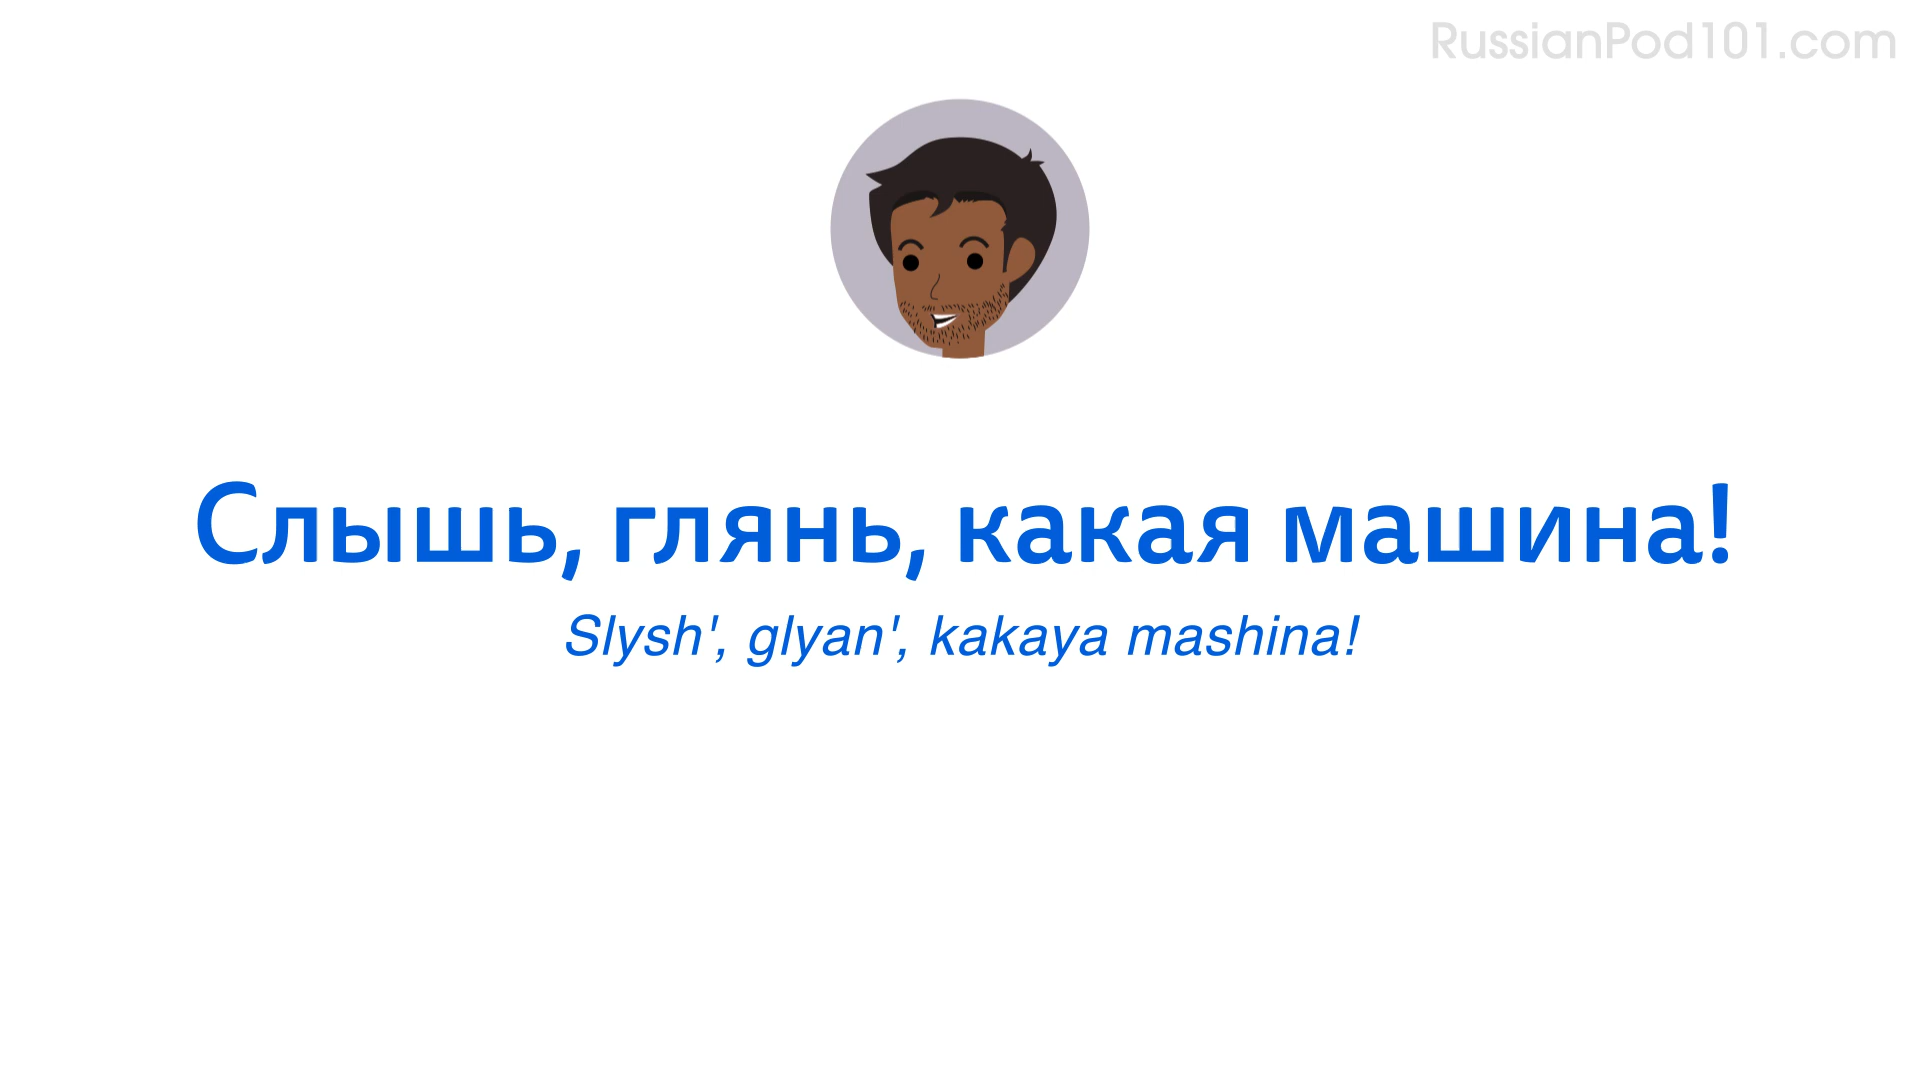 RussianPod101.com
Слышь, глянь, какая машина!
Slysh', glyan', kakaya mashina!